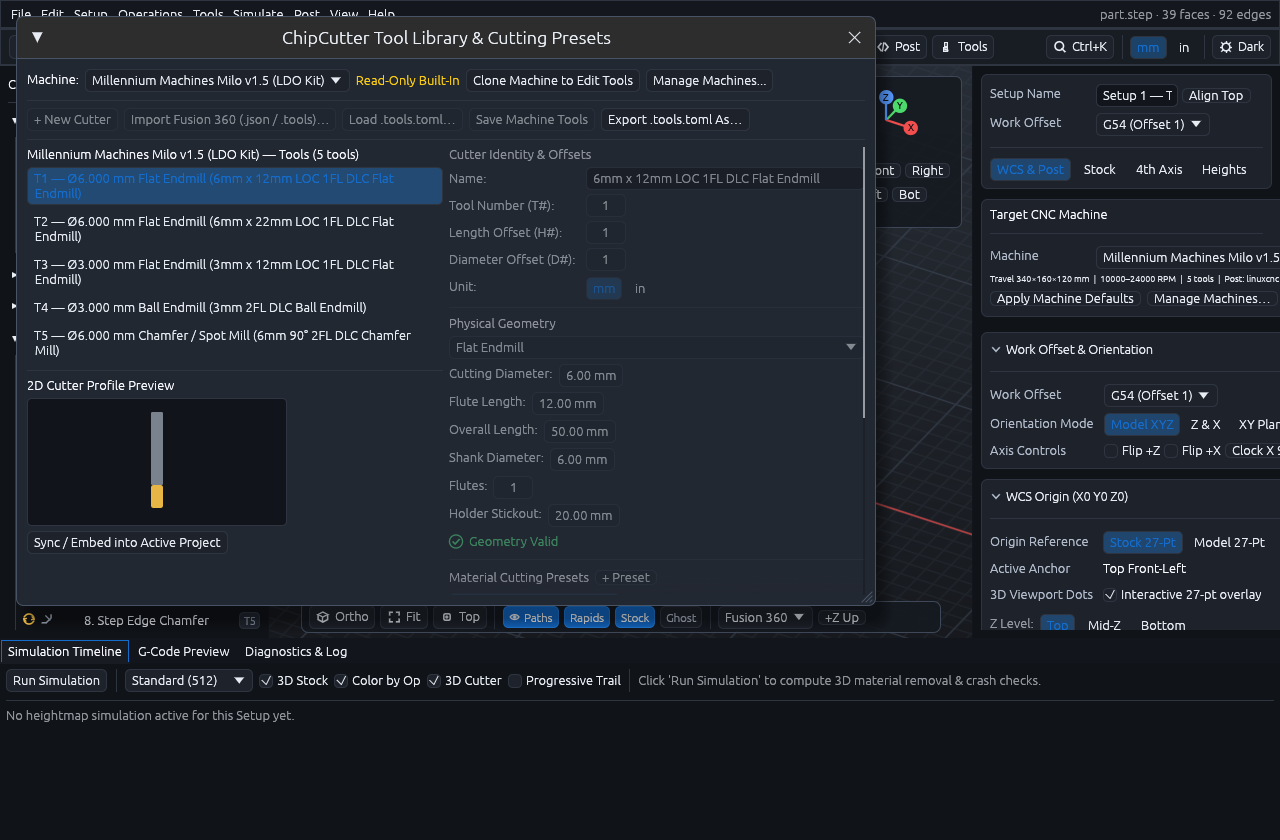 File Edit Setup Operations Tools Simulate Post View Help
part.step · 39 faces · 92 edges
ChipCutter Tool Library & Cutting Presets
Post
Tools
Ctrl+K
mm
in
Dark
Machine: Millennium Machines Milo v1.5 (LDO Kit) Read-Only Built-In Clone Machine to Edit Tools Manage Machines...
+ New Cutter Import Fusion 360 (.json / .tools)... Load .tools.toml... Save Machine Tools Export .tools.toml As...
Millennium Machines Milo v1.5 (LDO Kit) — Tools (5 tools)
T1 — Ø6.000 mm Flat Endmill (6mm x 12mm LOC 1FL DLC Flat
Endmill)
T2 — Ø6.000 mm Flat Endmill (6mm x 22mm LOC 1FL DLC Flat
Endmill)
T3 — Ø3.000 mm Flat Endmill (3mm x 12mm LOC 1FL DLC Flat
Endmill)
T4 — Ø3.000 mm Ball Endmill (3mm 2FL DLC Ball Endmill)
T5 — Ø6.000 mm Chamfer / Spot Mill (6mm 90° 2FL DLC Chamfer
Mill)
2D Cutter Profile Preview
Sync / Embed into Active Project
Cutter Identity & Offsets
Name: 6mm x 12mm LOC 1FL DLC Flat Endmill
Tool Number (T#): 1
Length Offset (H#): 1
Diameter Offset (D#): 1
Unit: mm in
Physical Geometry
Flat Endmill
Cutting Diameter: 6.00 mm
Flute Length: 12.00 mm
Overall Length: 50.00 mm
Shank Diameter: 6.00 mm
Flutes: 1
Holder Stickout: 20.00 mm
Geometry Valid
Material Cutting Presets + Preset
Z
Y
X
ont Right
ft Bot
Setup Name Setup 1 — T Align Top
Work Offset G54 (Offset 1)
WCS & Post Stock 4th Axis Heights
Target CNC Machine
Machine Millennium Machines Milo v1.5
Travel 340×160×120 mm | 10000–24000 RPM | 5 tools | Post: linuxcnc
Apply Machine Defaults Manage Machines...
Work Offset & Orientation
Work Offset G54 (Offset 1)
Orientation Mode Model XYZ Z & X XY Plan
Axis Controls Flip +Z Flip +X Clock X 9
WCS Origin (X0 Y0 Z0)
Origin Reference Stock 27-Pt Model 27-Pt
Active Anchor Top Front-Left
3D Viewport Dots Interactive 27-pt overlay
Z Level: Top Mid-Z Bottom
8. Step Edge Chamfer T5
Ortho Fit Top Paths Rapids Stock Ghost Fusion 360 +Z Up
Simulation Timeline G-Code Preview Diagnostics & Log
Run Simulation Standard (512) 3D Stock Color by Op 3D Cutter Progressive Trail Click 'Run Simulation' to compute 3D material removal & crash checks.
No heightmap simulation active for this Setup yet.